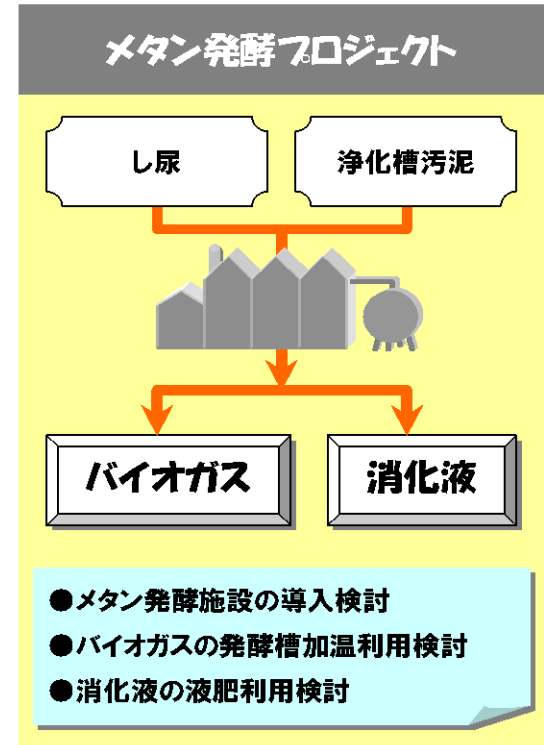 メタン発酵プロジェクト
し尿
浄化槽汚泥
バイオガス
消化液
●メタン発酵施設の導入検討
●バイオガスの発酵槽加温利用検討
●消化液の液肥利用検討